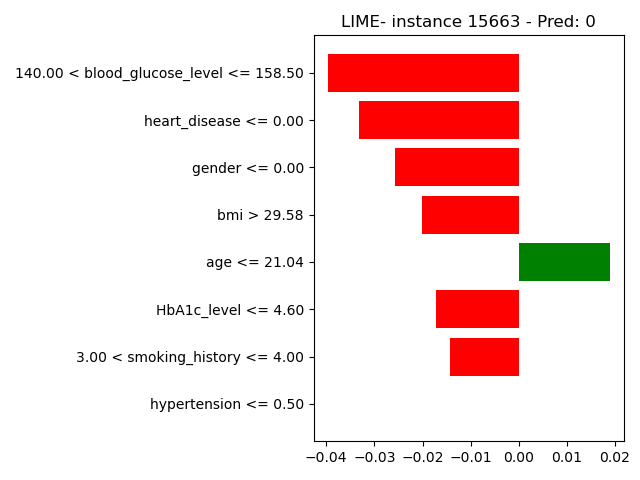 LIME- instance 15663 - Pred: 0
140.00 < blood_glucose_level <= 158.50
heart_disease <= 0.00
gender <= 0.00
bmi > 29.58
age <= 21.04
HbA1c_level <= 4.60
3.00 < smoking_history <= 4.00
hypertension <= 0.50
−0.04 −0.03 −0.02 −0.01 0.00 0.01 0.02